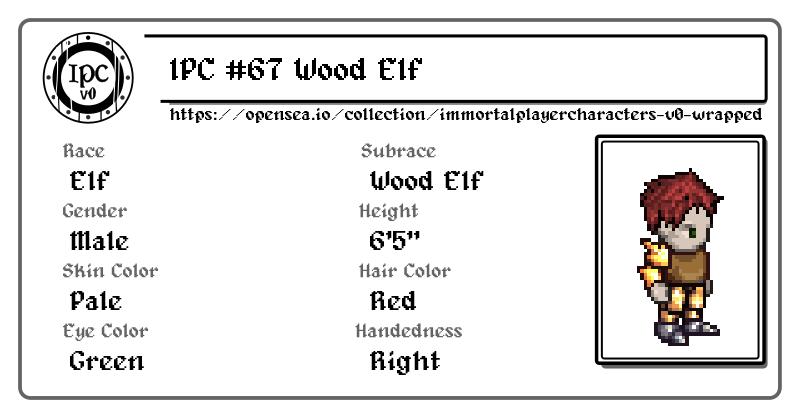 IPC
v0
IPC #67 Wood Elf
https://opensea.io/collection/immortalplayercharacters-v0-wrapped
Race
Subrace
Elf
Wood Elf
Gender
Height
Male
6'5"
Skin Color
Hair Color
Pale
Red
Eye Color
Handedness
Green
Right